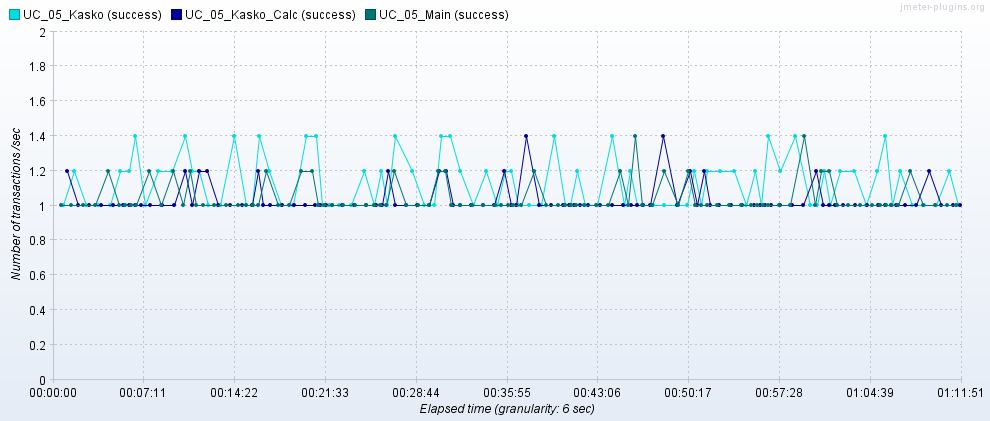 UC_05_Kasko (success) UC_05_Kasko_Calc (success) UC_05_Main (success)
jmeter-plugins.org
2
1.8
1.6
1.4
1.2
1
0.8
0.6
0.4
0.2
0
Number of transactions /sec
00:00:00 00:07:11 00:14:22 00:21:33 00:28:44 00:35:55 00:43:06 00:50:17 00:57:28 01:04:39 01:11:51
Elapsed time (granularity: 6 sec)